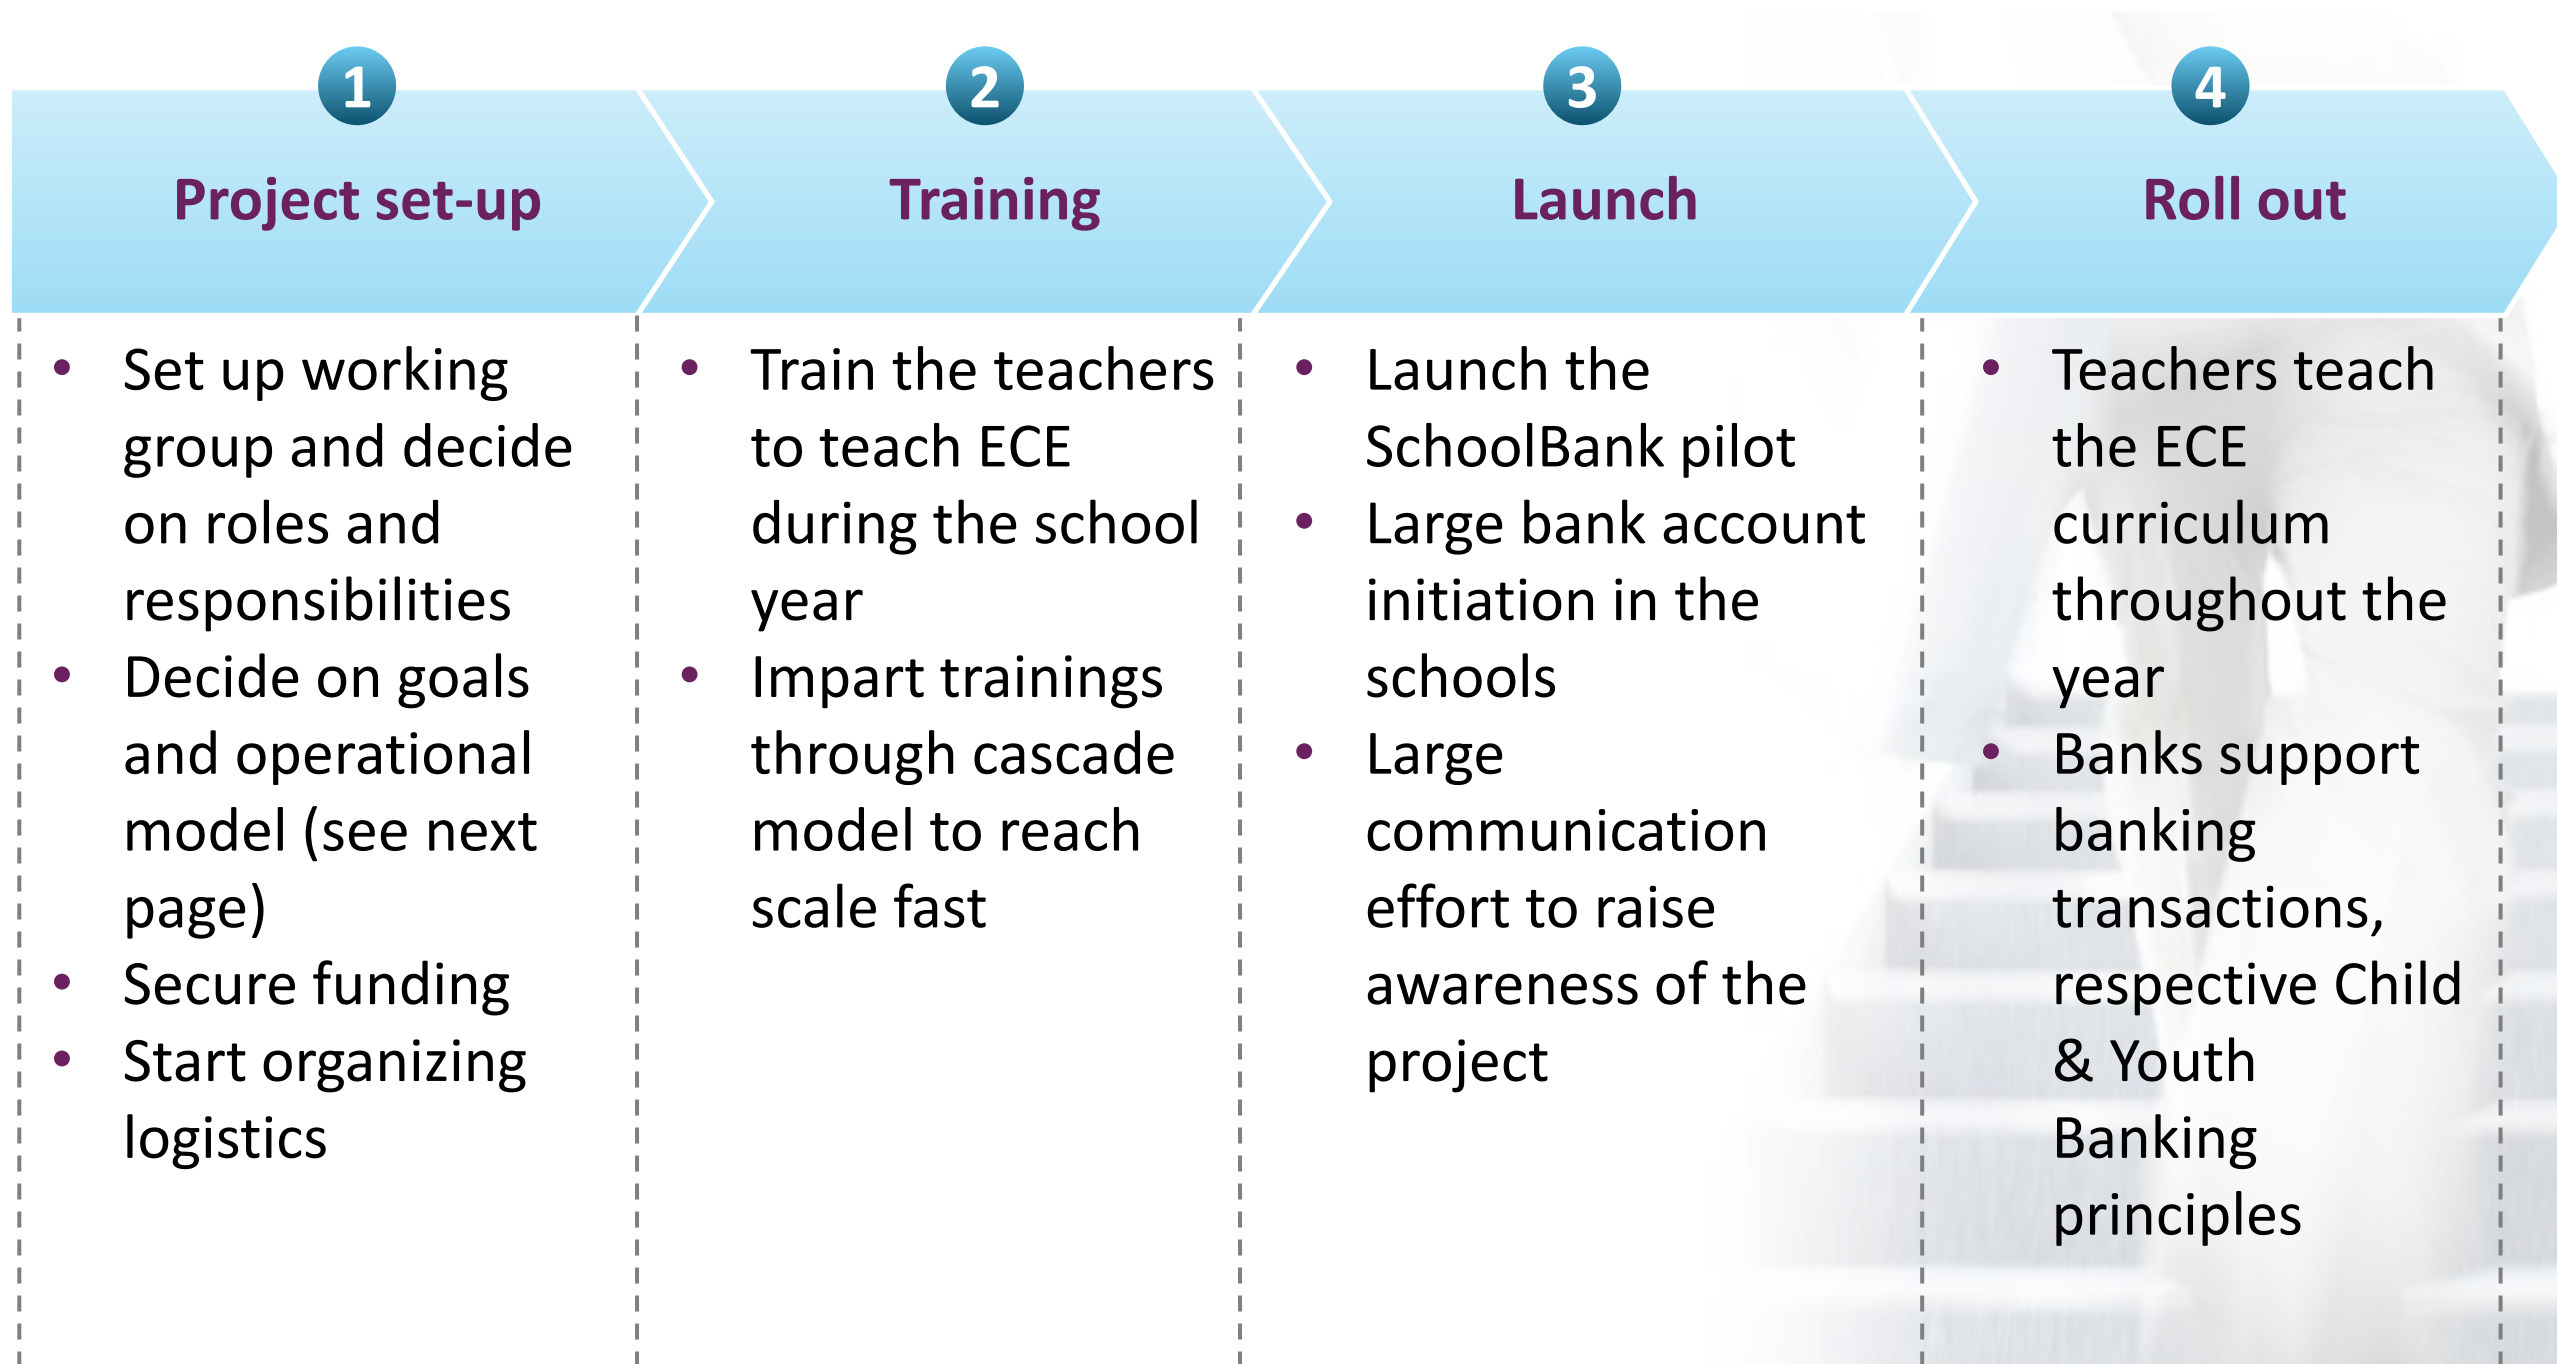 1
Project set-up
• Set up working
group and decide
on roles and
responsibilities
• Decide on goals
and operational
model (see next
page)
• Secure funding
• Start organizing
logistics
2
Training
• Train the teachers
to teach ECE
during the school
year
• Impart trainings
through cascade
model to reach
scale fast
3
Launch
• Launch the
SchoolBank pilot
• Large bank account
initiation in the
schools
• Large
communication
effort to raise
awareness of the
project
4
Roll out
• Teachers teach
the ECE
curriculum
throughout the
year
• Banks support
banking
transactions,
respective Child
& Youth
Banking
principles